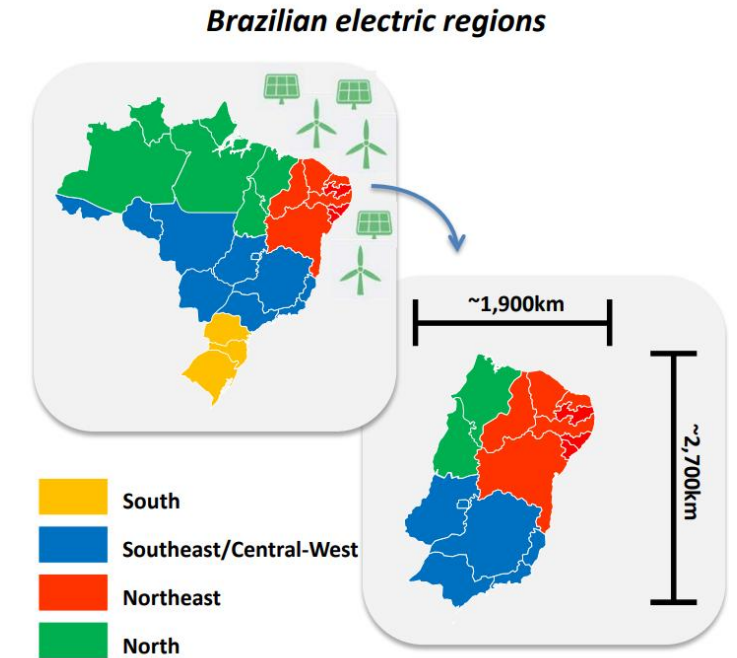 Brazilian electric regions
~1,900km
~2,700km
South
Southeast/Central-West
Northeast
North